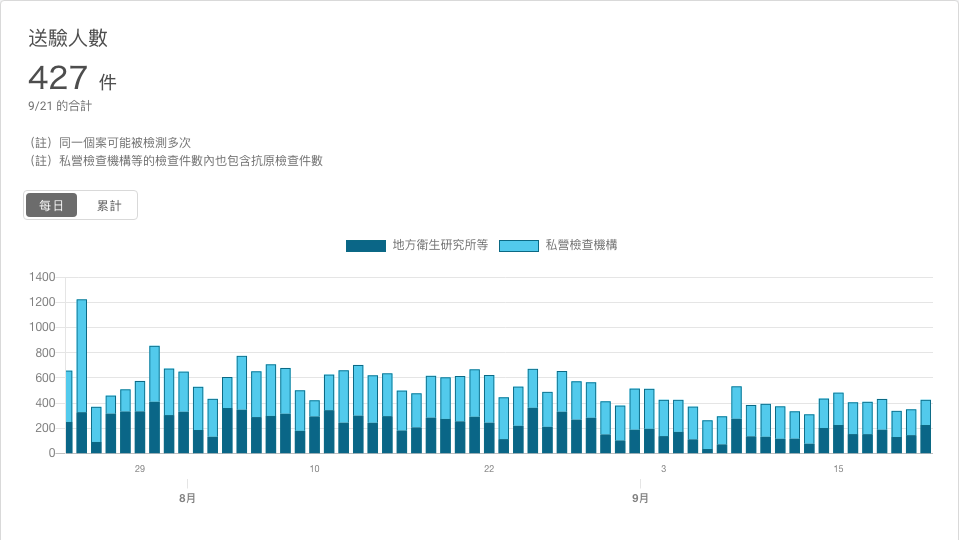 送驗人數
427 件
9/21 的合計
（註）同一個案可能被檢測多次
（註）私營檢查機構等的檢查件數內也包含抗原檢查件數
每日 累計
地方衛生研究所等 私營檢查機構
1400
1200
1000
800
600
400
200
0
29 10 22 3 15
8月 9月